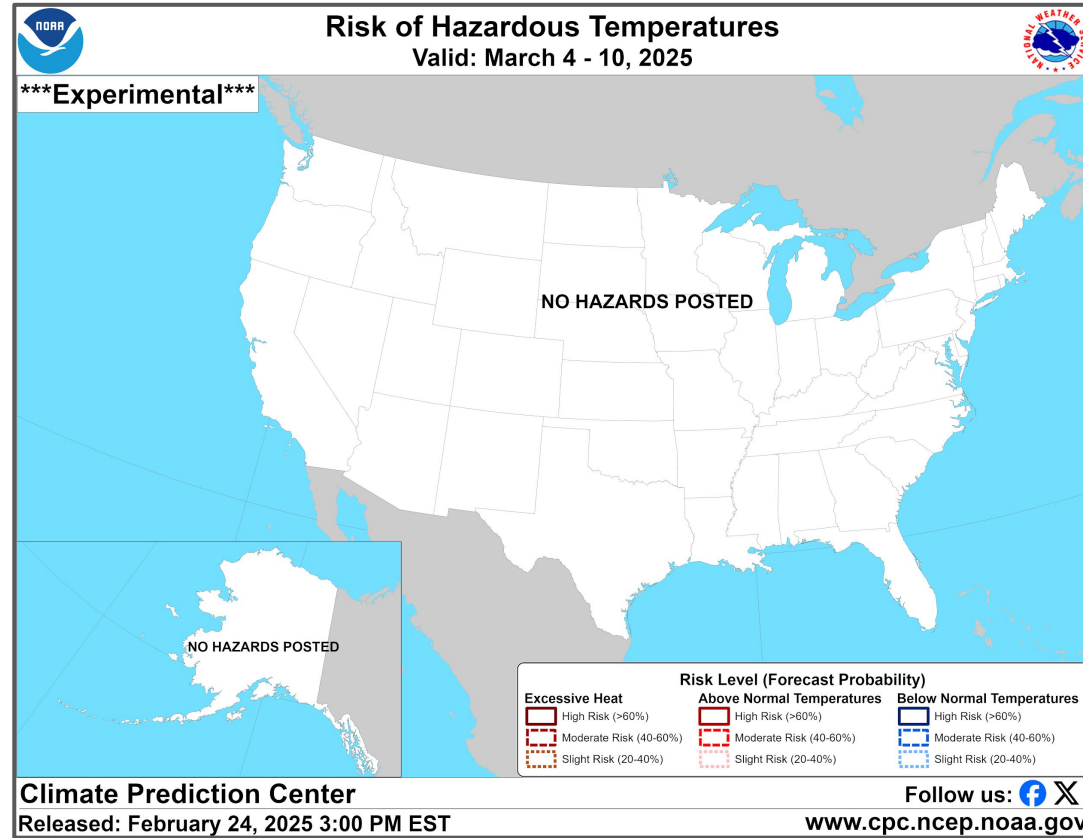 NOAA
Risk of Hazardous Temperatures
Valid: March 4 - 10, 2025
NATIONAL WEATHER SERVICE
***Experimental***
NO HAZARDS POSTED
NO HAZARDS POSTED
Risk Level (Forecast Probability)
Excessive Heat
High Risk (>60%)
Moderate Risk (40-60%)
Slight Risk (20-40%)
Above Normal Temperatures
High Risk (>60%)
Moderate Risk (40-60%)
Slight Risk (20-40%)
Below Normal Temperatures
High Risk (>60%)
Moderate Risk (40-60%)
Slight Risk (20-40%)
Climate Prediction Center
Follow us:
Released: February 24, 2025 3:00 PM EST
www.cpc.ncep.noaa.gov